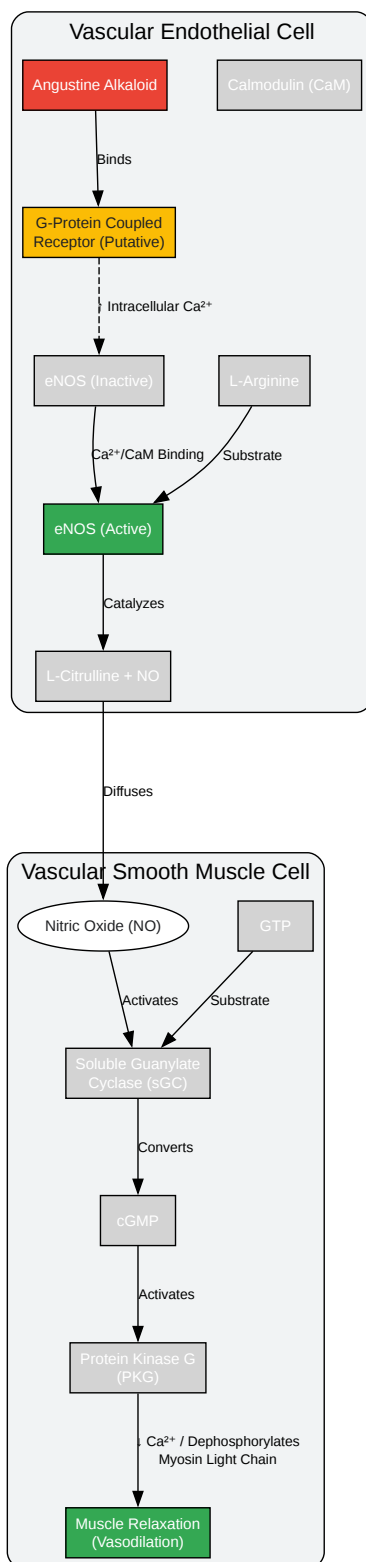 Vascular Endothelial Cell
Angustine Alkaloid
Calmodulin (CaM)
Binds
G-Protein Coupled
Receptor (Putative)
↑ Intracellular Ca²⁺
eNOS (Inactive)
L-Arginine
Ca²⁺/CaM Binding
Substrate
eNOS (Active)
Catalyzes
L-Citrulline + NO
Diffuses
Vascular Smooth Muscle Cell
Nitric Oxide (NO)
GTP
Activates
Substrate
Soluble Guanylate
Cyclase (sGC)
Converts
cGMP
Activates
Protein Kinase G
(PKG)
↓ Ca²⁺ / Dephosphorylates
Myosin Light Chain
Muscle Relaxation
(Vasodilation)